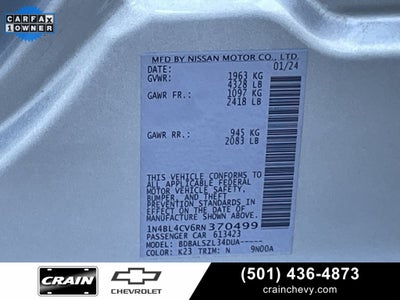 CARFAX
1 OWNER
MFD BY NISSAN MOTOR CO., LTD.
DATE: 01/24
GVWR: 1963 KG
4328 LB
GAWR FR.: 1097 KG
2418 LB
GAWR RR.: 945 KG
2083 LB
THIS VEHICLE CONFORMS TO
ALL APPLICABLE FEDERAL
MOTOR VEHICLE SAFETY,
BUMPER, AND THEFT
PREVENTION STANDARDS
IN EFFECT ON THE DATE OF
MANUFACTURE SHOWN ABOVE.
1N4BL4CV6RN370499
PASSENGER CAR 613423
MODEL: BDBALSZL34DUA-----
COLOR: K23 TRIM: N 9N00A
CRAIN
CHEVROLET
(501) 436-4873
crainchevy.com